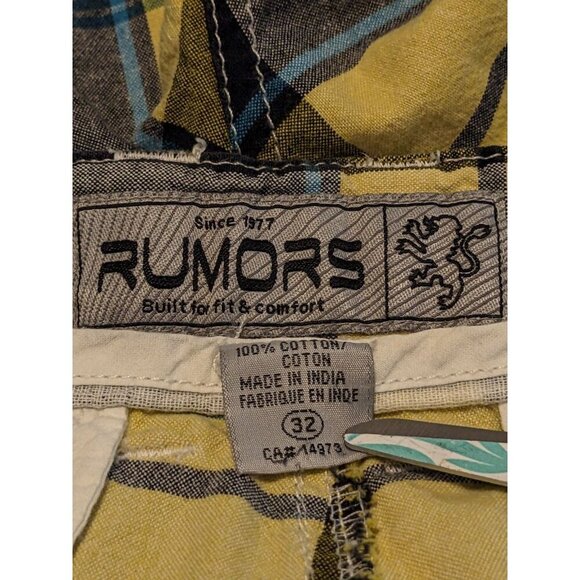 Since 1977
RUMORS
Built for fit & comfort
100% COTTON/
COTON
MADE IN INDIA
FABRIQUE EN INDE
32
CA# 14973